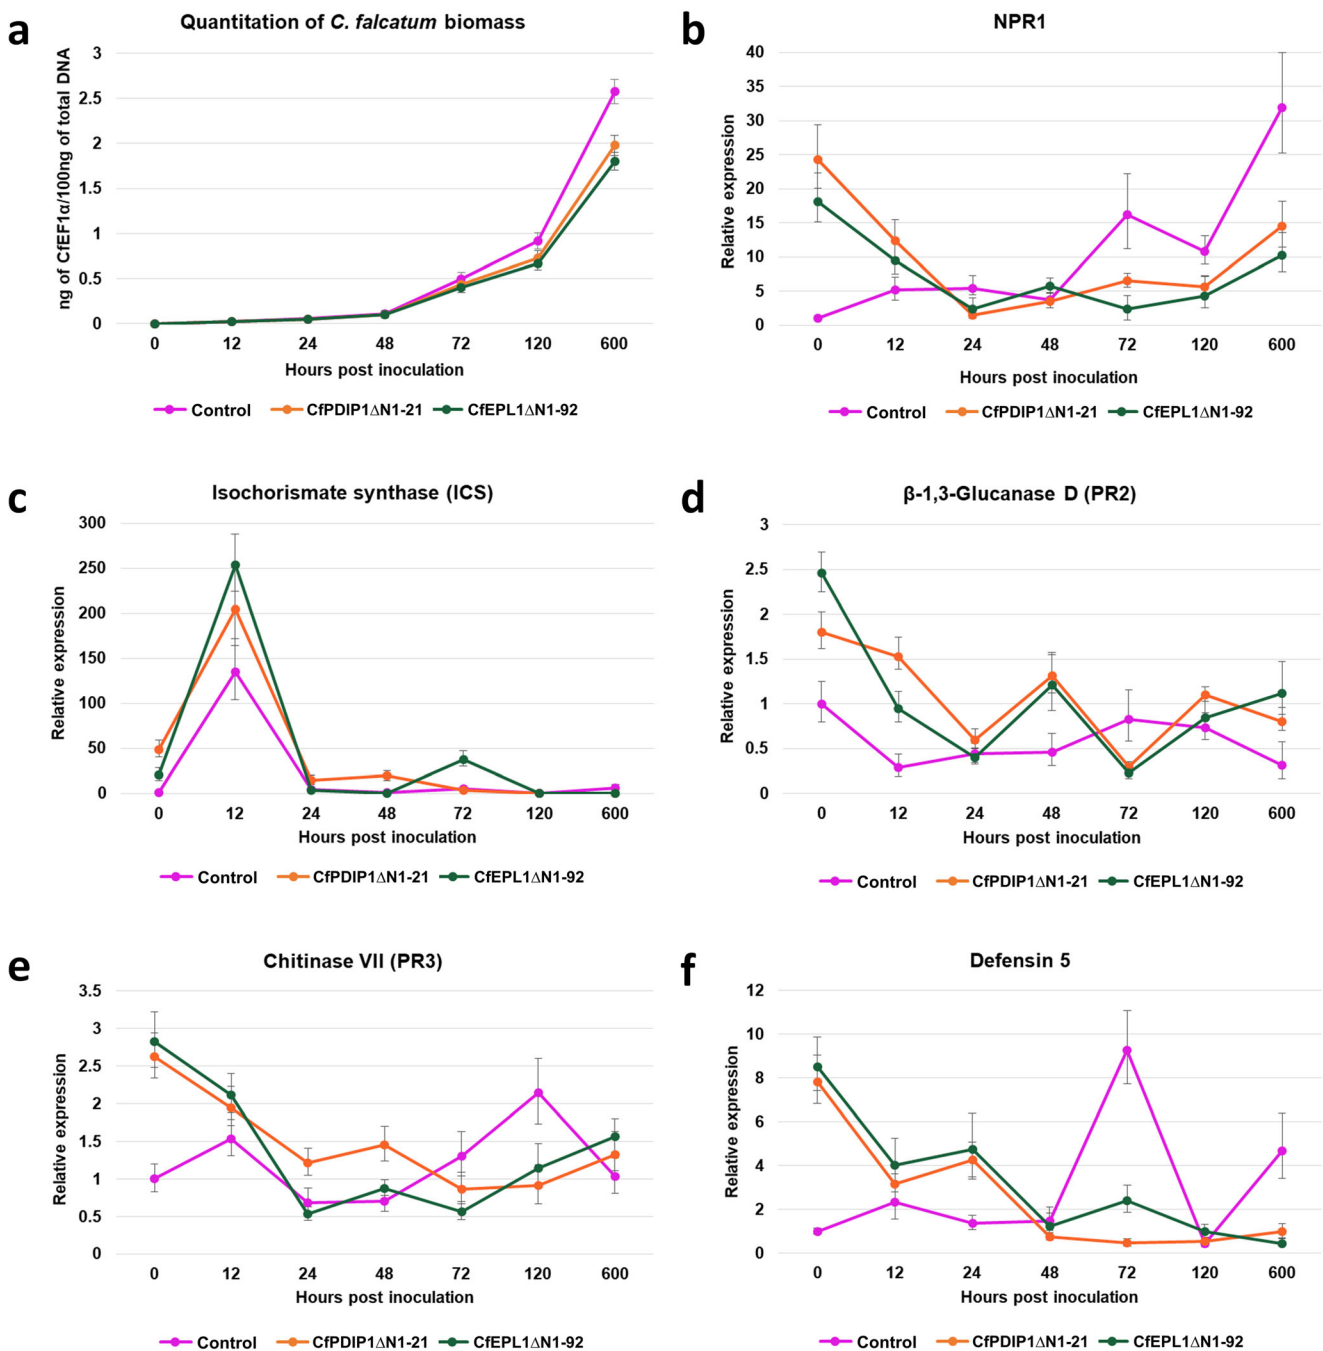 a
Quantitation of C. falcatum biomass
ng of CfEF1α/100ng of total DNA
3
2.5
2
1.5
1
0.5
0
0 12 24 48 72 120 600
Hours post inoculation
Control CfPDIP1ΔN1-21 CfEPL1ΔN1-92
b
NPR1
Relative expression
40
35
30
25
20
15
10
5
0
0 12 24 48 72 120 600
Hours post inoculation
Control CfPDIP1ΔN1-21 CfEPL1ΔN1-92
c
Isochorismate synthase (ICS)
Relative expression
300
250
200
150
100
50
0
0 12 24 48 72 120 600
Hours post inoculation
Control CfPDIP1ΔN1-21 CfEPL1ΔN1-92
d
β-1,3-Glucanase D (PR2)
Relative expression
3
2.5
2
1.5
1
0.5
0
0 12 24 48 72 120 600
Hours post inoculation
Control CfPDIP1ΔN1-21 CfEPL1ΔN1-92
e
Chitinase VII (PR3)
Relative expression
3.5
3
2.5
2
1.5
1
0.5
0
0 12 24 48 72 120 600
Hours post inoculation
Control CfPDIP1ΔN1-21 CfEPL1ΔN1-92
f
Defensin 5
Relative expression
12
10
8
6
4
2
0
0 12 24 48 72 120 600
Hours post inoculation
Control CfPDIP1ΔN1-21 CfEPL1ΔN1-92